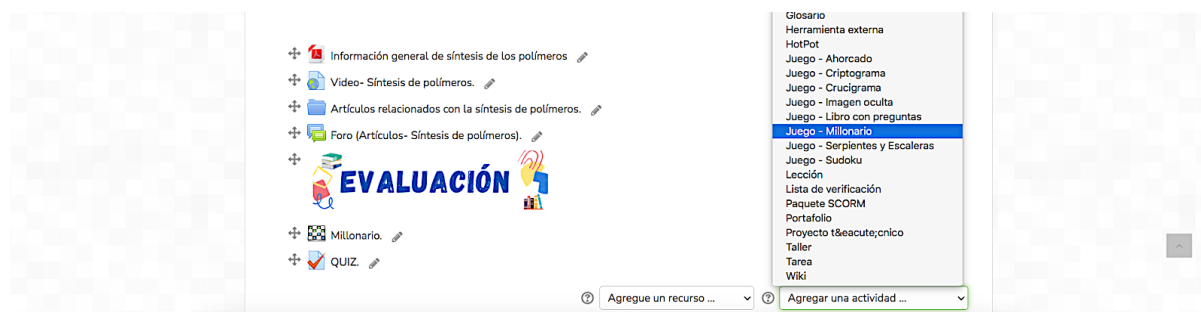 Información general de síntesis de los polímeros
Video- Síntesis de polímeros.
Artículos relacionados con la síntesis de polímeros.
Foro (Artículos- Síntesis de polímeros).
EVALUACIÓN
Millonario.
QUIZ.
Glosario
Herramienta externa
HotPot
Juego - Ahorcado
Juego - Criptograma
Juego - Crucigrama
Juego - Imagen oculta
Juego - Libro con preguntas
Juego - Millonario
Juego - Serpientes y Escaleras
Juego - Sudoku
Lección
Lista de verificación
Paquete SCORM
Portafolio
Proyecto t&eacute;cnico
Taller
Tarea
Wiki
Agregue un recurso ...
Agregar una actividad ...